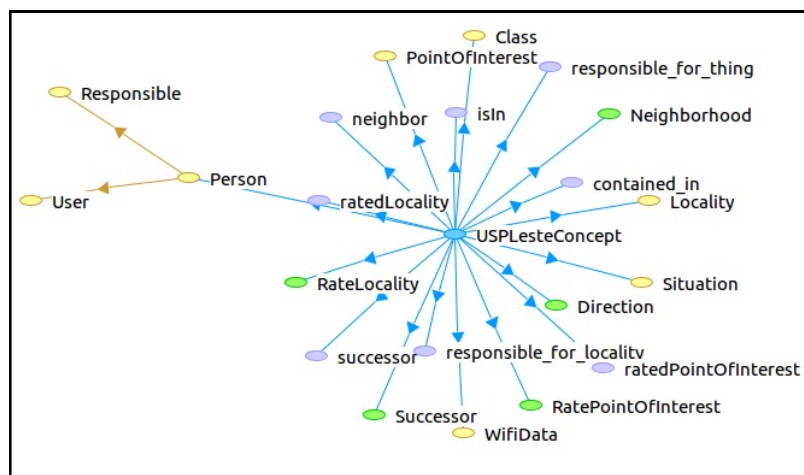 Class
PointOfInterest
responsible_for_thing
Responsible
neighbor
isIn
Neighborhood
Person
contained_in
User
ratedLocality
Locality
USPLesteConcept
RateLocality
Situation
Direction
successor
responsible_for_locality
ratedPointOfInterest
Successor
RatePointOfInterest
WifiData